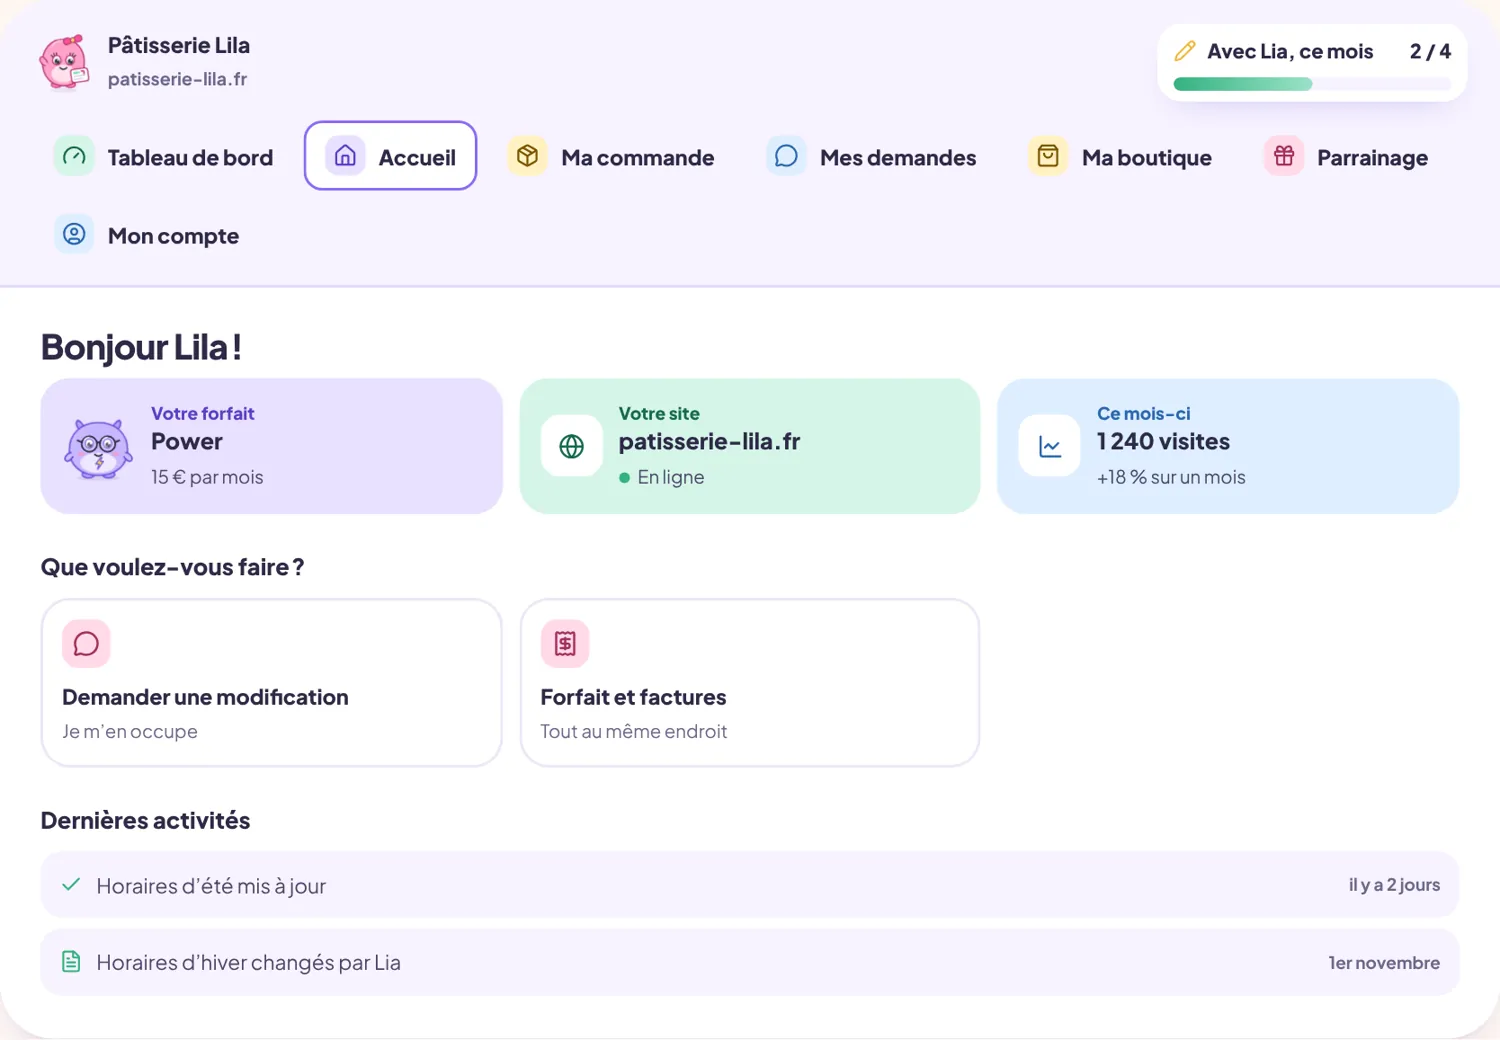 Pâtisserie Lila
patisserie-lila.fr
Avec Lia, ce mois 2 / 4
Tableau de bord
Accueil
Ma commande
Mes demandes
Ma boutique
Parrainage
Mon compte
Bonjour Lila !
Votre forfait
Power
15 € par mois
Votre site
patisserie-lila.fr
En ligne
Ce mois-ci
1 240 visites
+18 % sur un mois
Que voulez-vous faire ?
Demander une modification
Je m’en occupe
Forfait et factures
Tout au même endroit
Dernières activités
Horaires d’été mis à jour il y a 2 jours
Horaires d’hiver changés par Lia 1er novembre